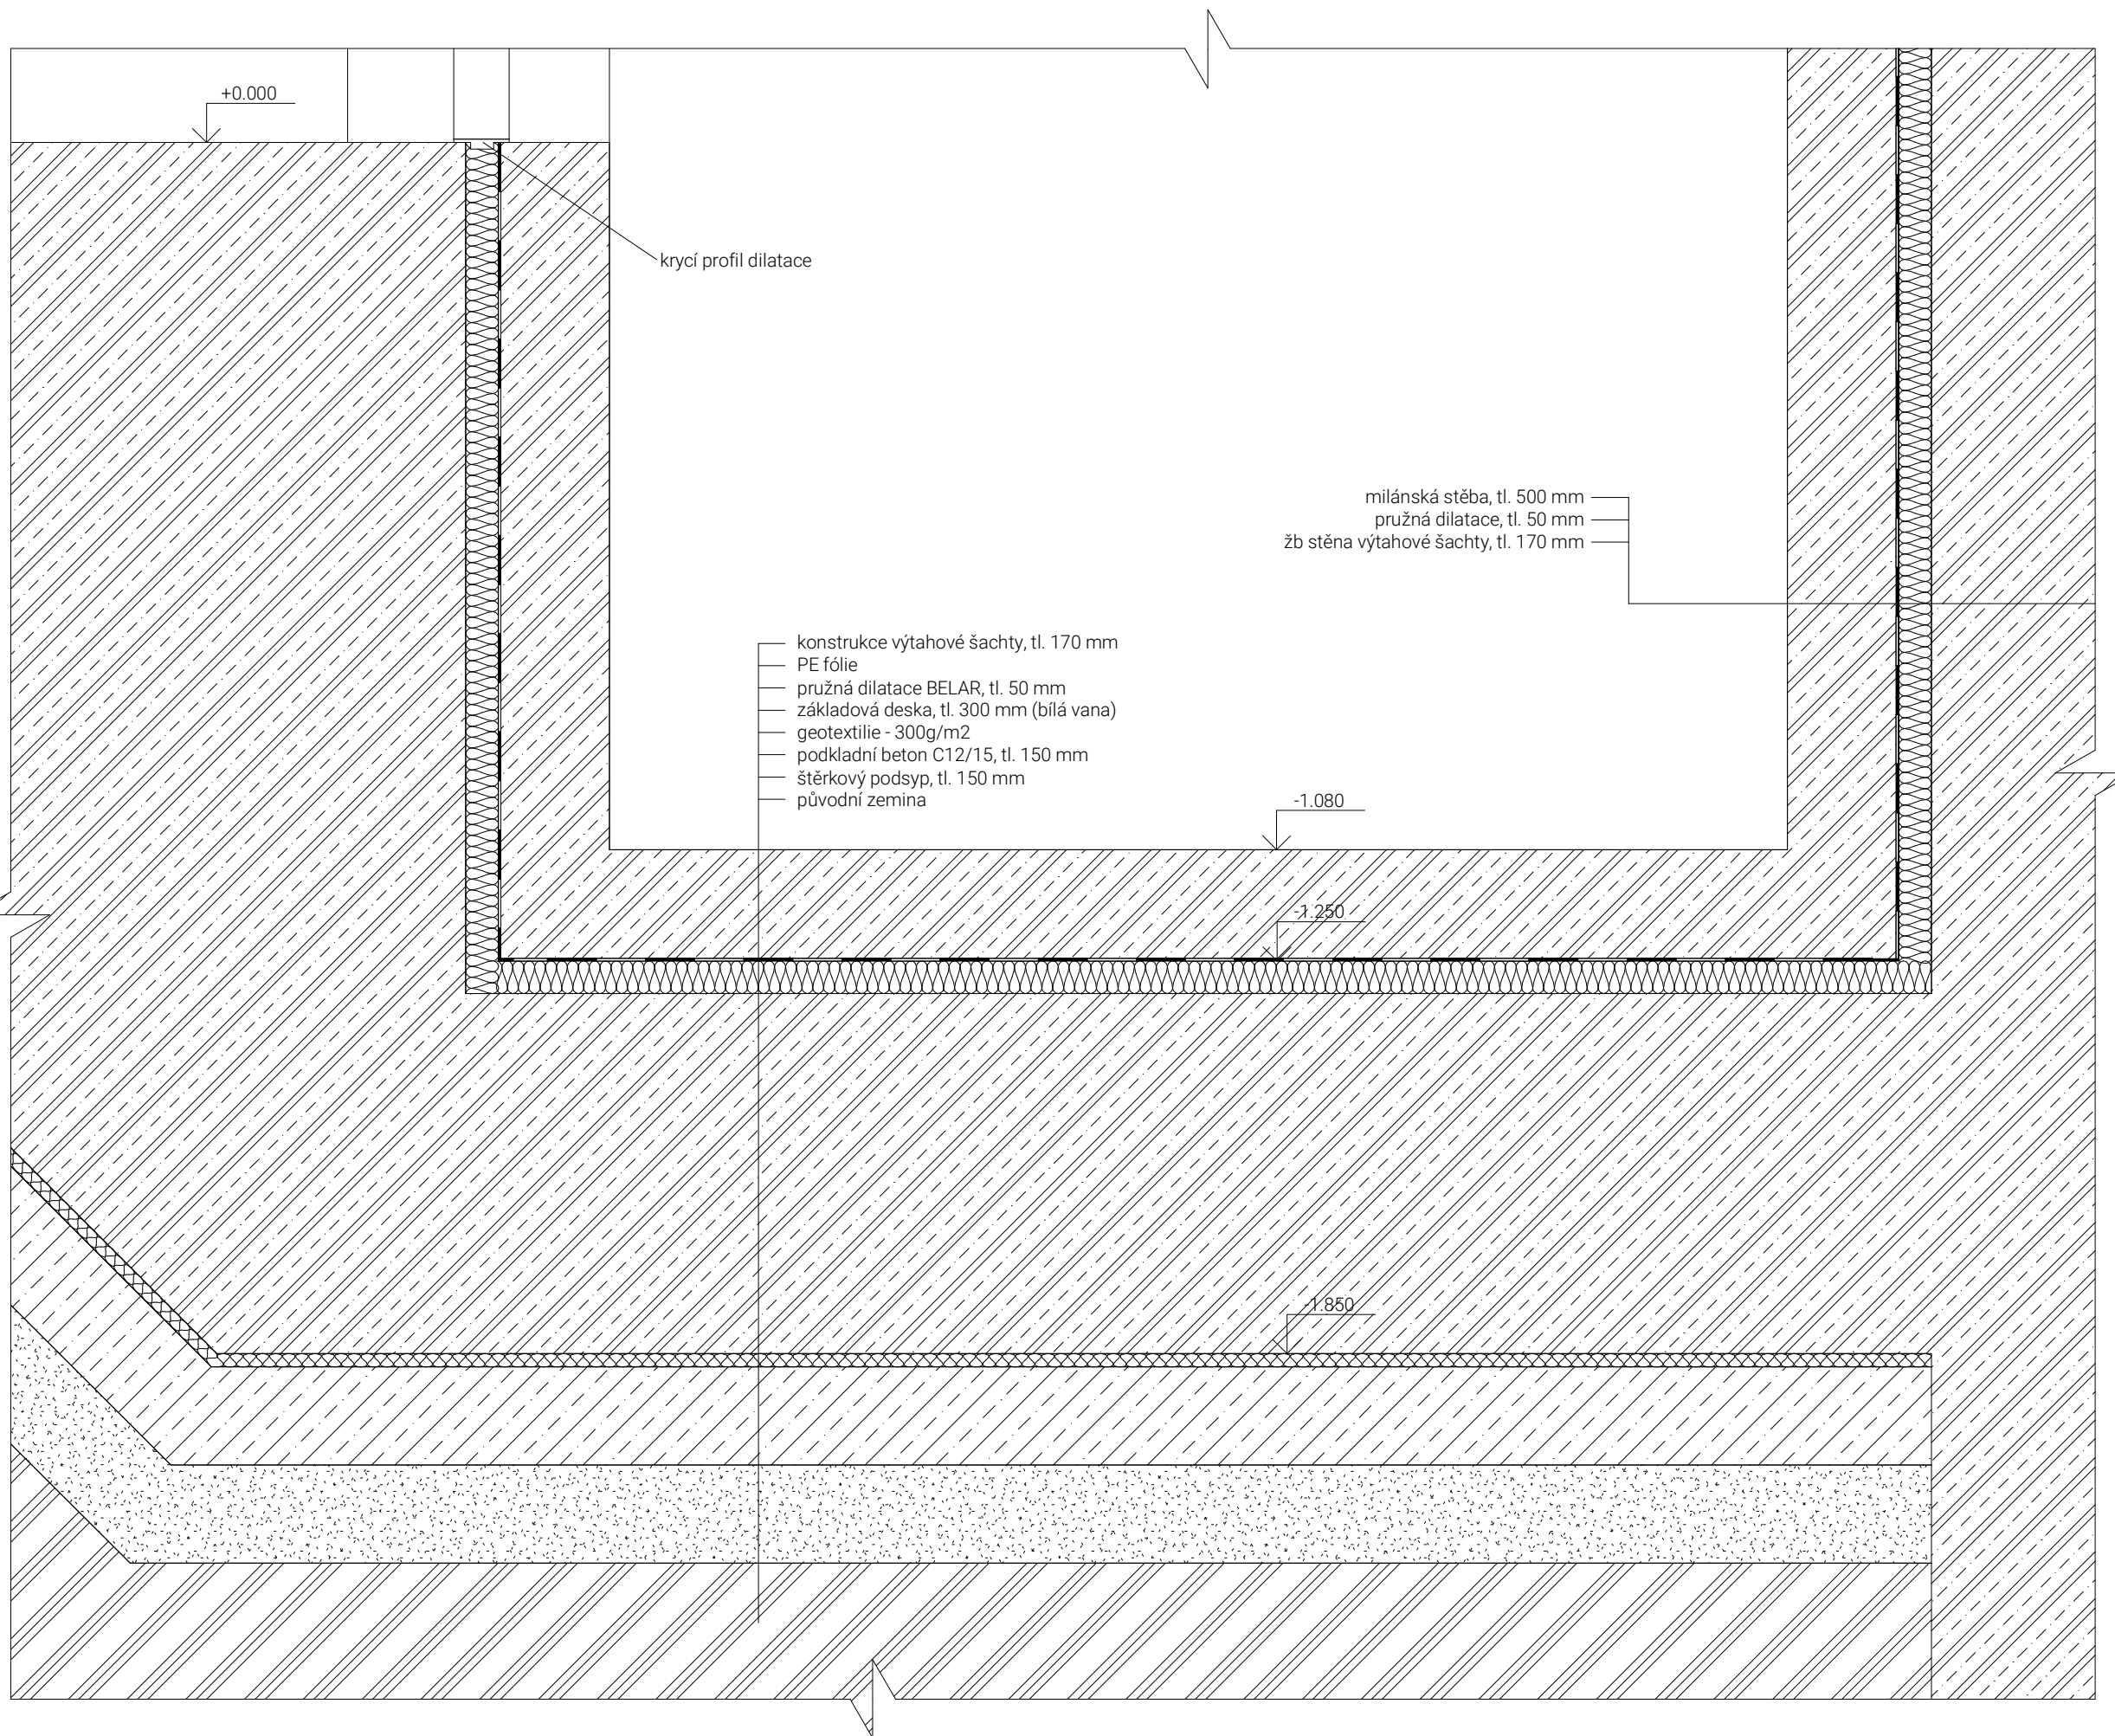 +0.000
krycí profil dilatace
milánská stěba, tl. 500 mm
pružná dilatace, tl. 50 mm
žb stěna výtahové šachty, tl. 170 mm
konstrukce výtahové šachty, tl. 170 mm
PE fólie
pružná dilatace BELAR, tl. 50 mm
základová deska, tl. 300 mm (bílá vana)
geotextilie - 300g/m2
podkladní beton C12/15, tl. 150 mm
štěrkový podsyp, tl. 150 mm
původní zemina
-1.080
-1.250
-1.850